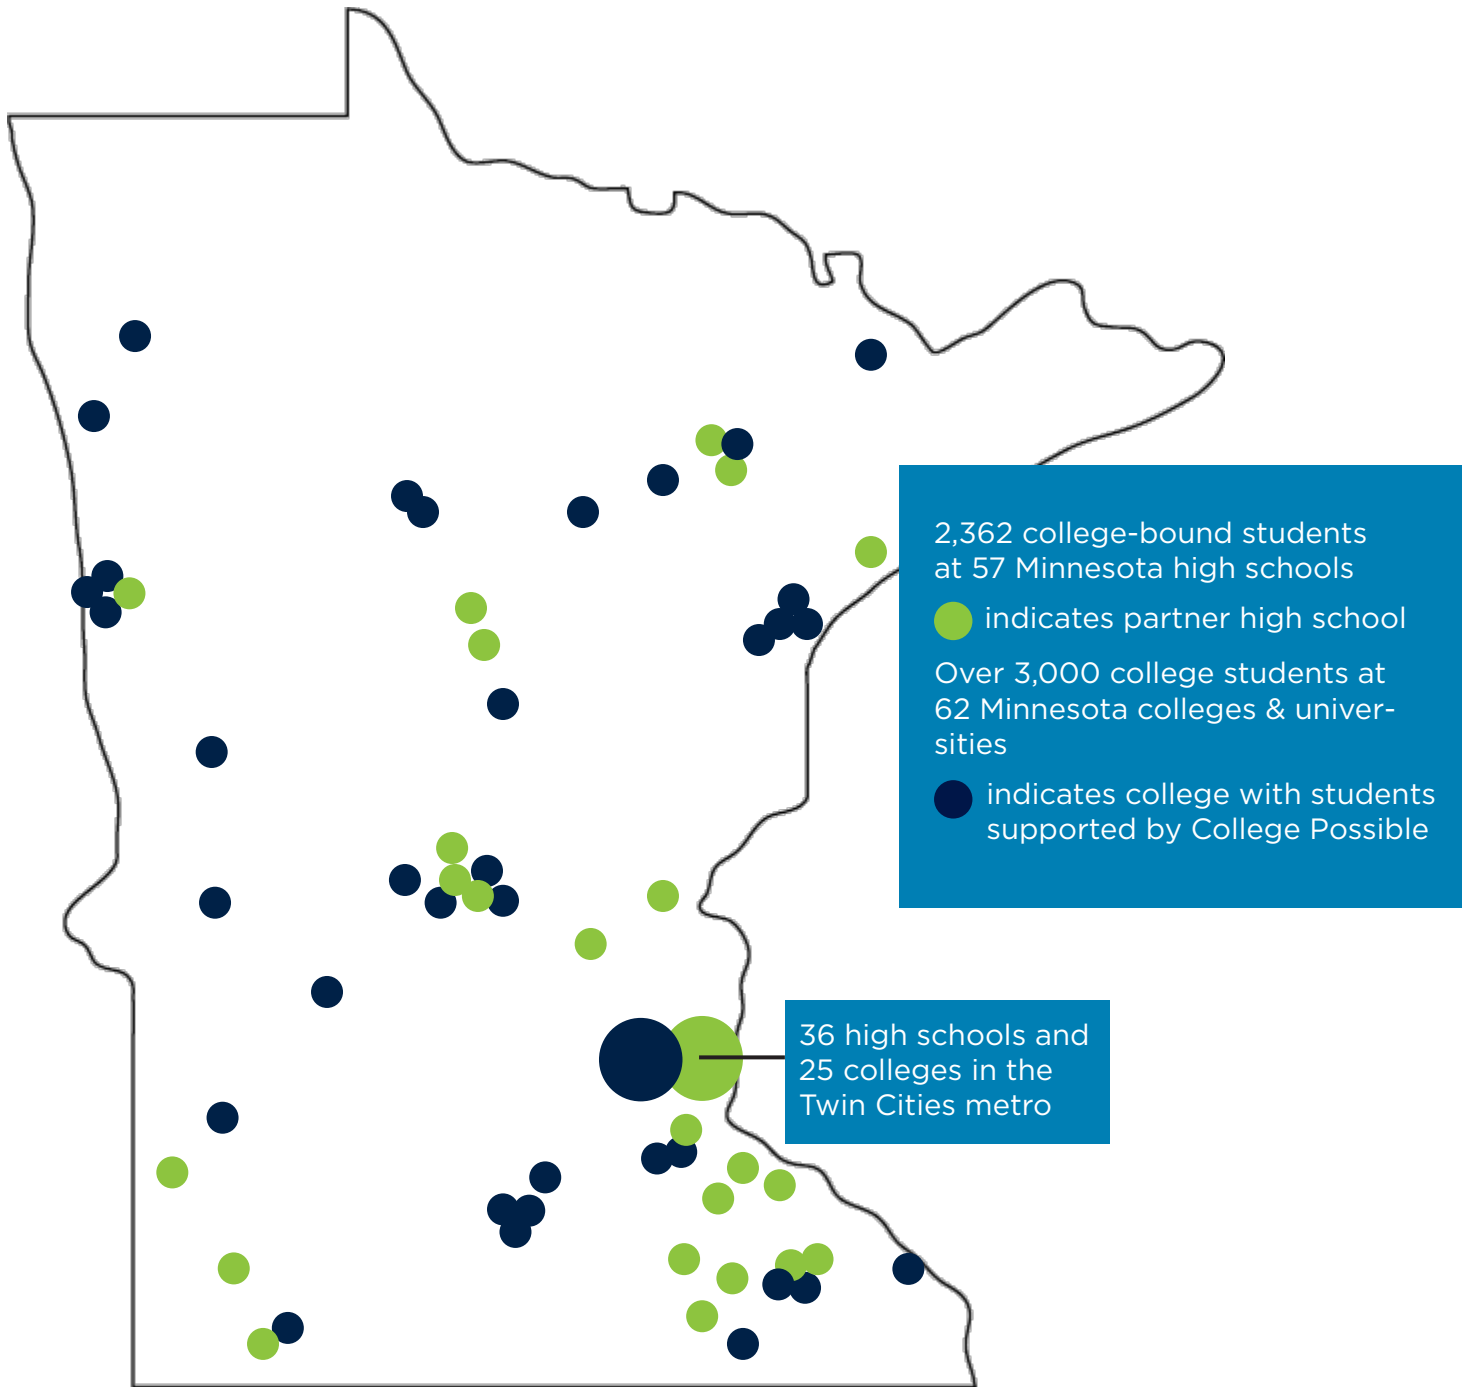 2,362 college-bound students
at 57 Minnesota high schools
indicates partner high school
Over 3,000 college students at
62 Minnesota colleges & univer-
sities
indicates college with students
supported by College Possible
36 high schools and
25 colleges in the
Twin Cities metro